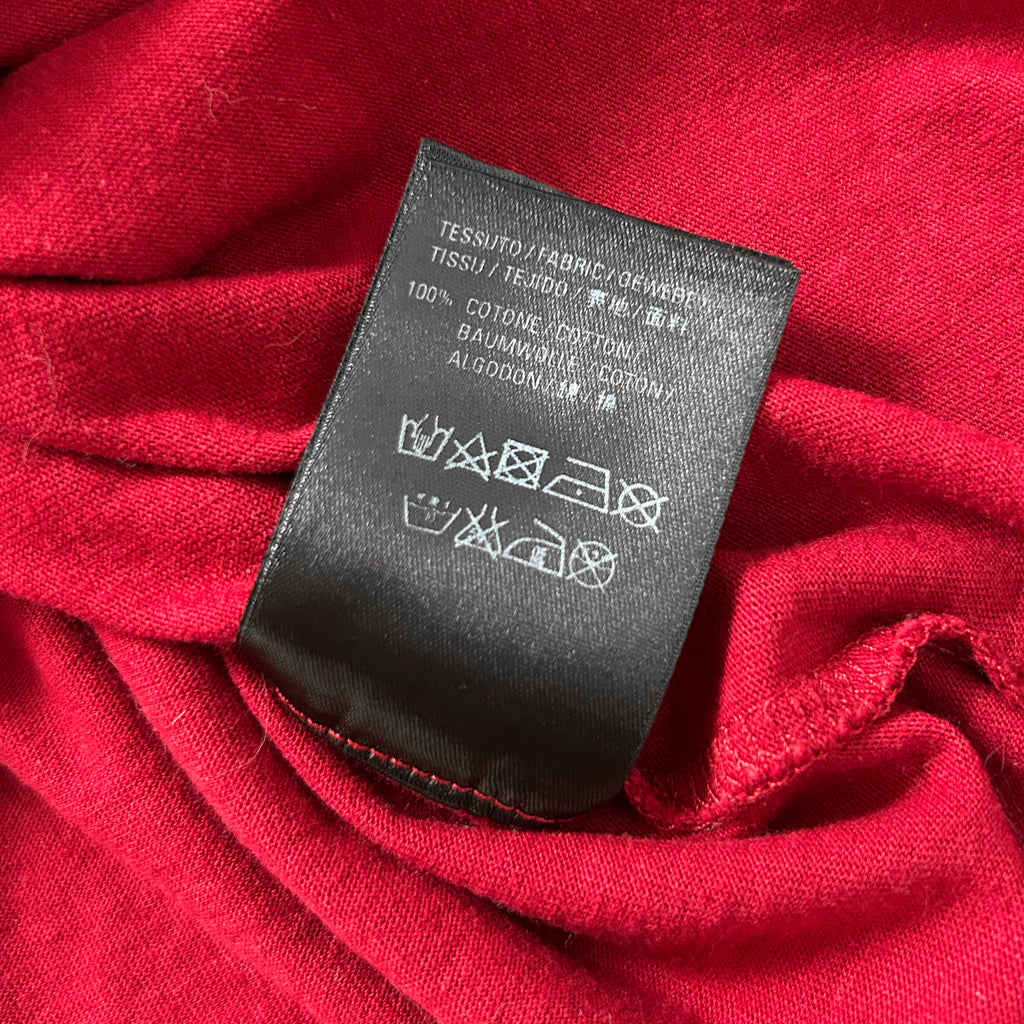 TESSUTO / FABRIC / GEWEBE /
TISSU / TEJIDO / 素地 / 面料
100% COTONE / COTTON /
BAUMWOLLE / COTON /
ALGODON / 綿 / 棉